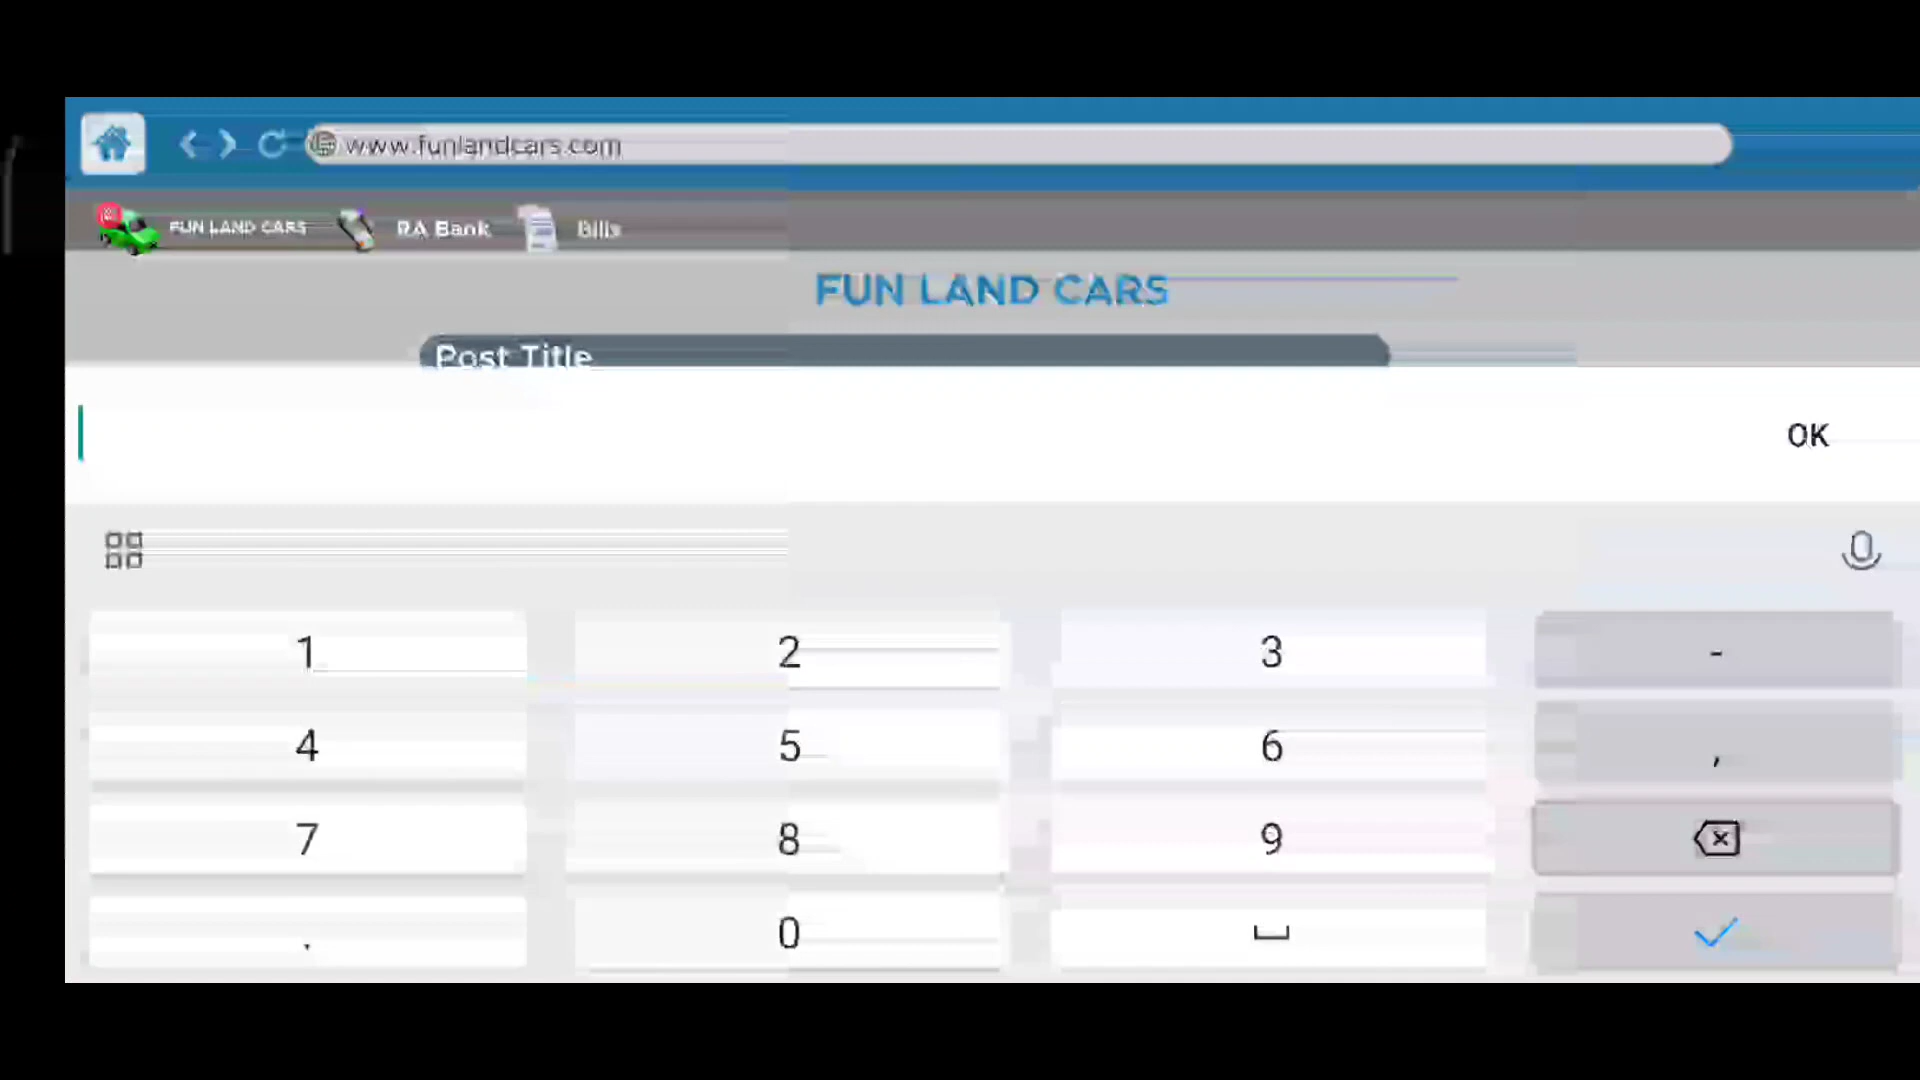 www.funlandcars.com
FUN LAND CARS RA Bank Bills
FUN LAND CARS
Post Title
OK
1 2 3 -
4 5 6 ,
7 8 9
. 0